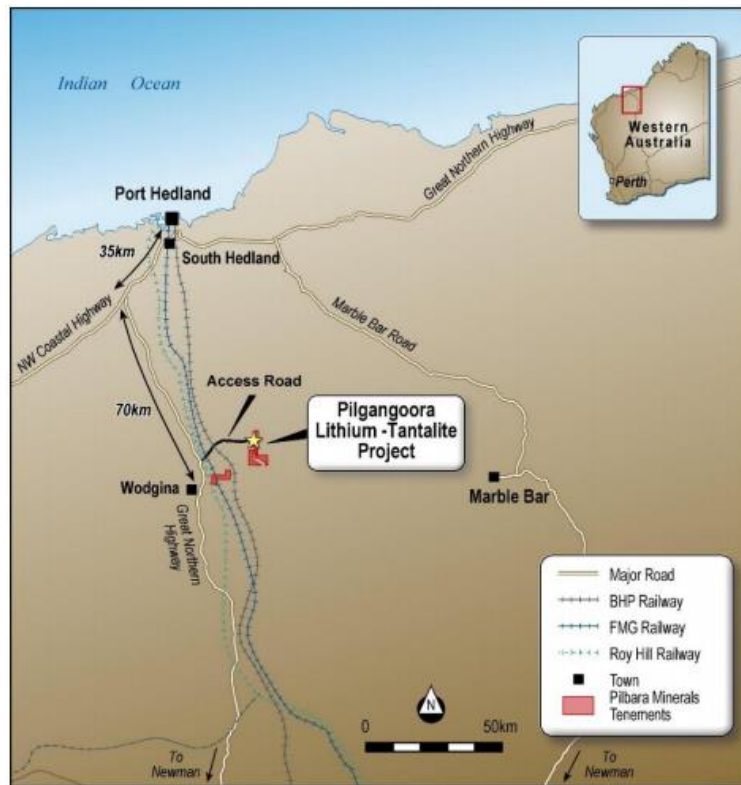 Indian Ocean
Western
Australia
Perth
Great Northern Highway
Port Hedland
35km
South Hedland
NW Coastal Highway
Marble Bar Road
Access Road
70km
Pilgangoora
Lithium -Tantalite
Project
Wodgina
Marble Bar
Great Northern
Highway
Major Road
BHP Railway
FMG Railway
Roy Hill Railway
Town
Pilbara Minerals
Tenements
N
0 50km
To
Newman
To
Newman